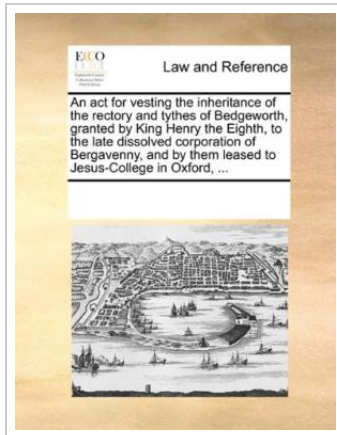 ECCO
Law and Reference
An act for vesting the inheritance of
the rectory and tythes of Bedgeworth,
granted by King Henry the Eighth, to
the late dissolved corporation of
Bergavenny, and by them leased to
Jesus-College in Oxford, ...